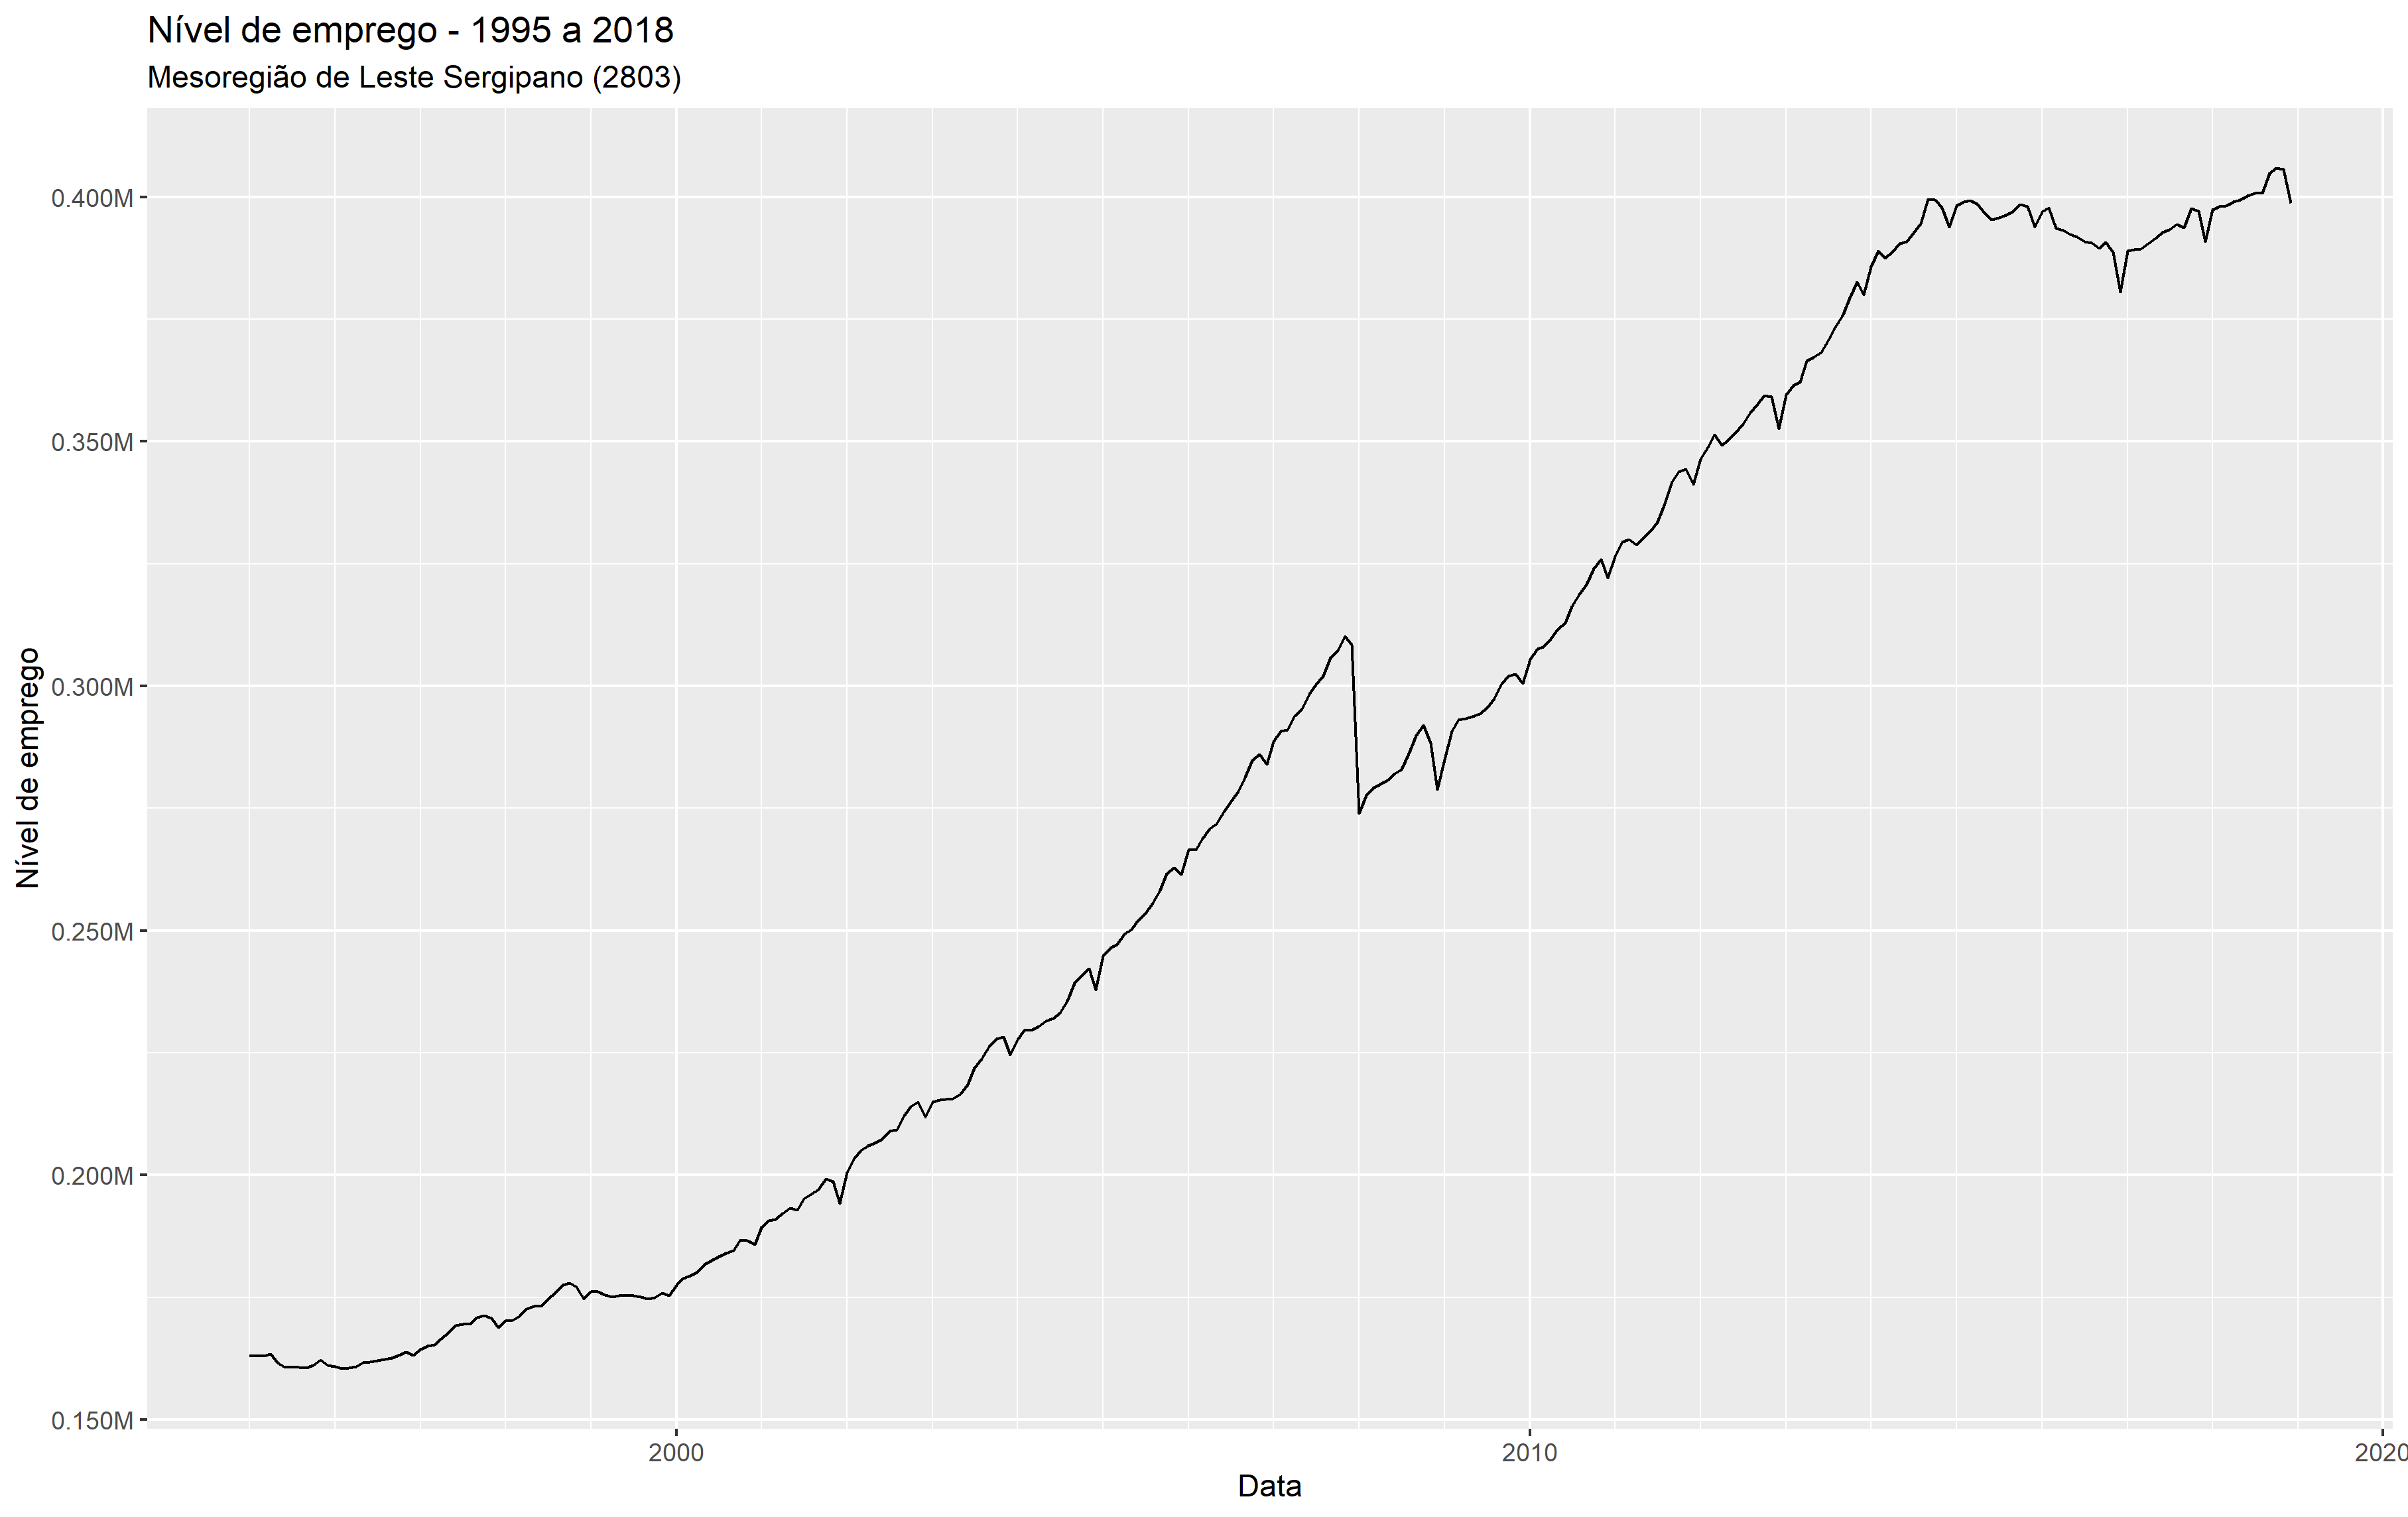 Nível de emprego - 1995 a 2018
Mesoregião de Leste Sergipano (2803)
0.400M
0.350M
0.300M
0.250M
0.200M
0.150M
Nível de emprego
2000
2010
2020
Data